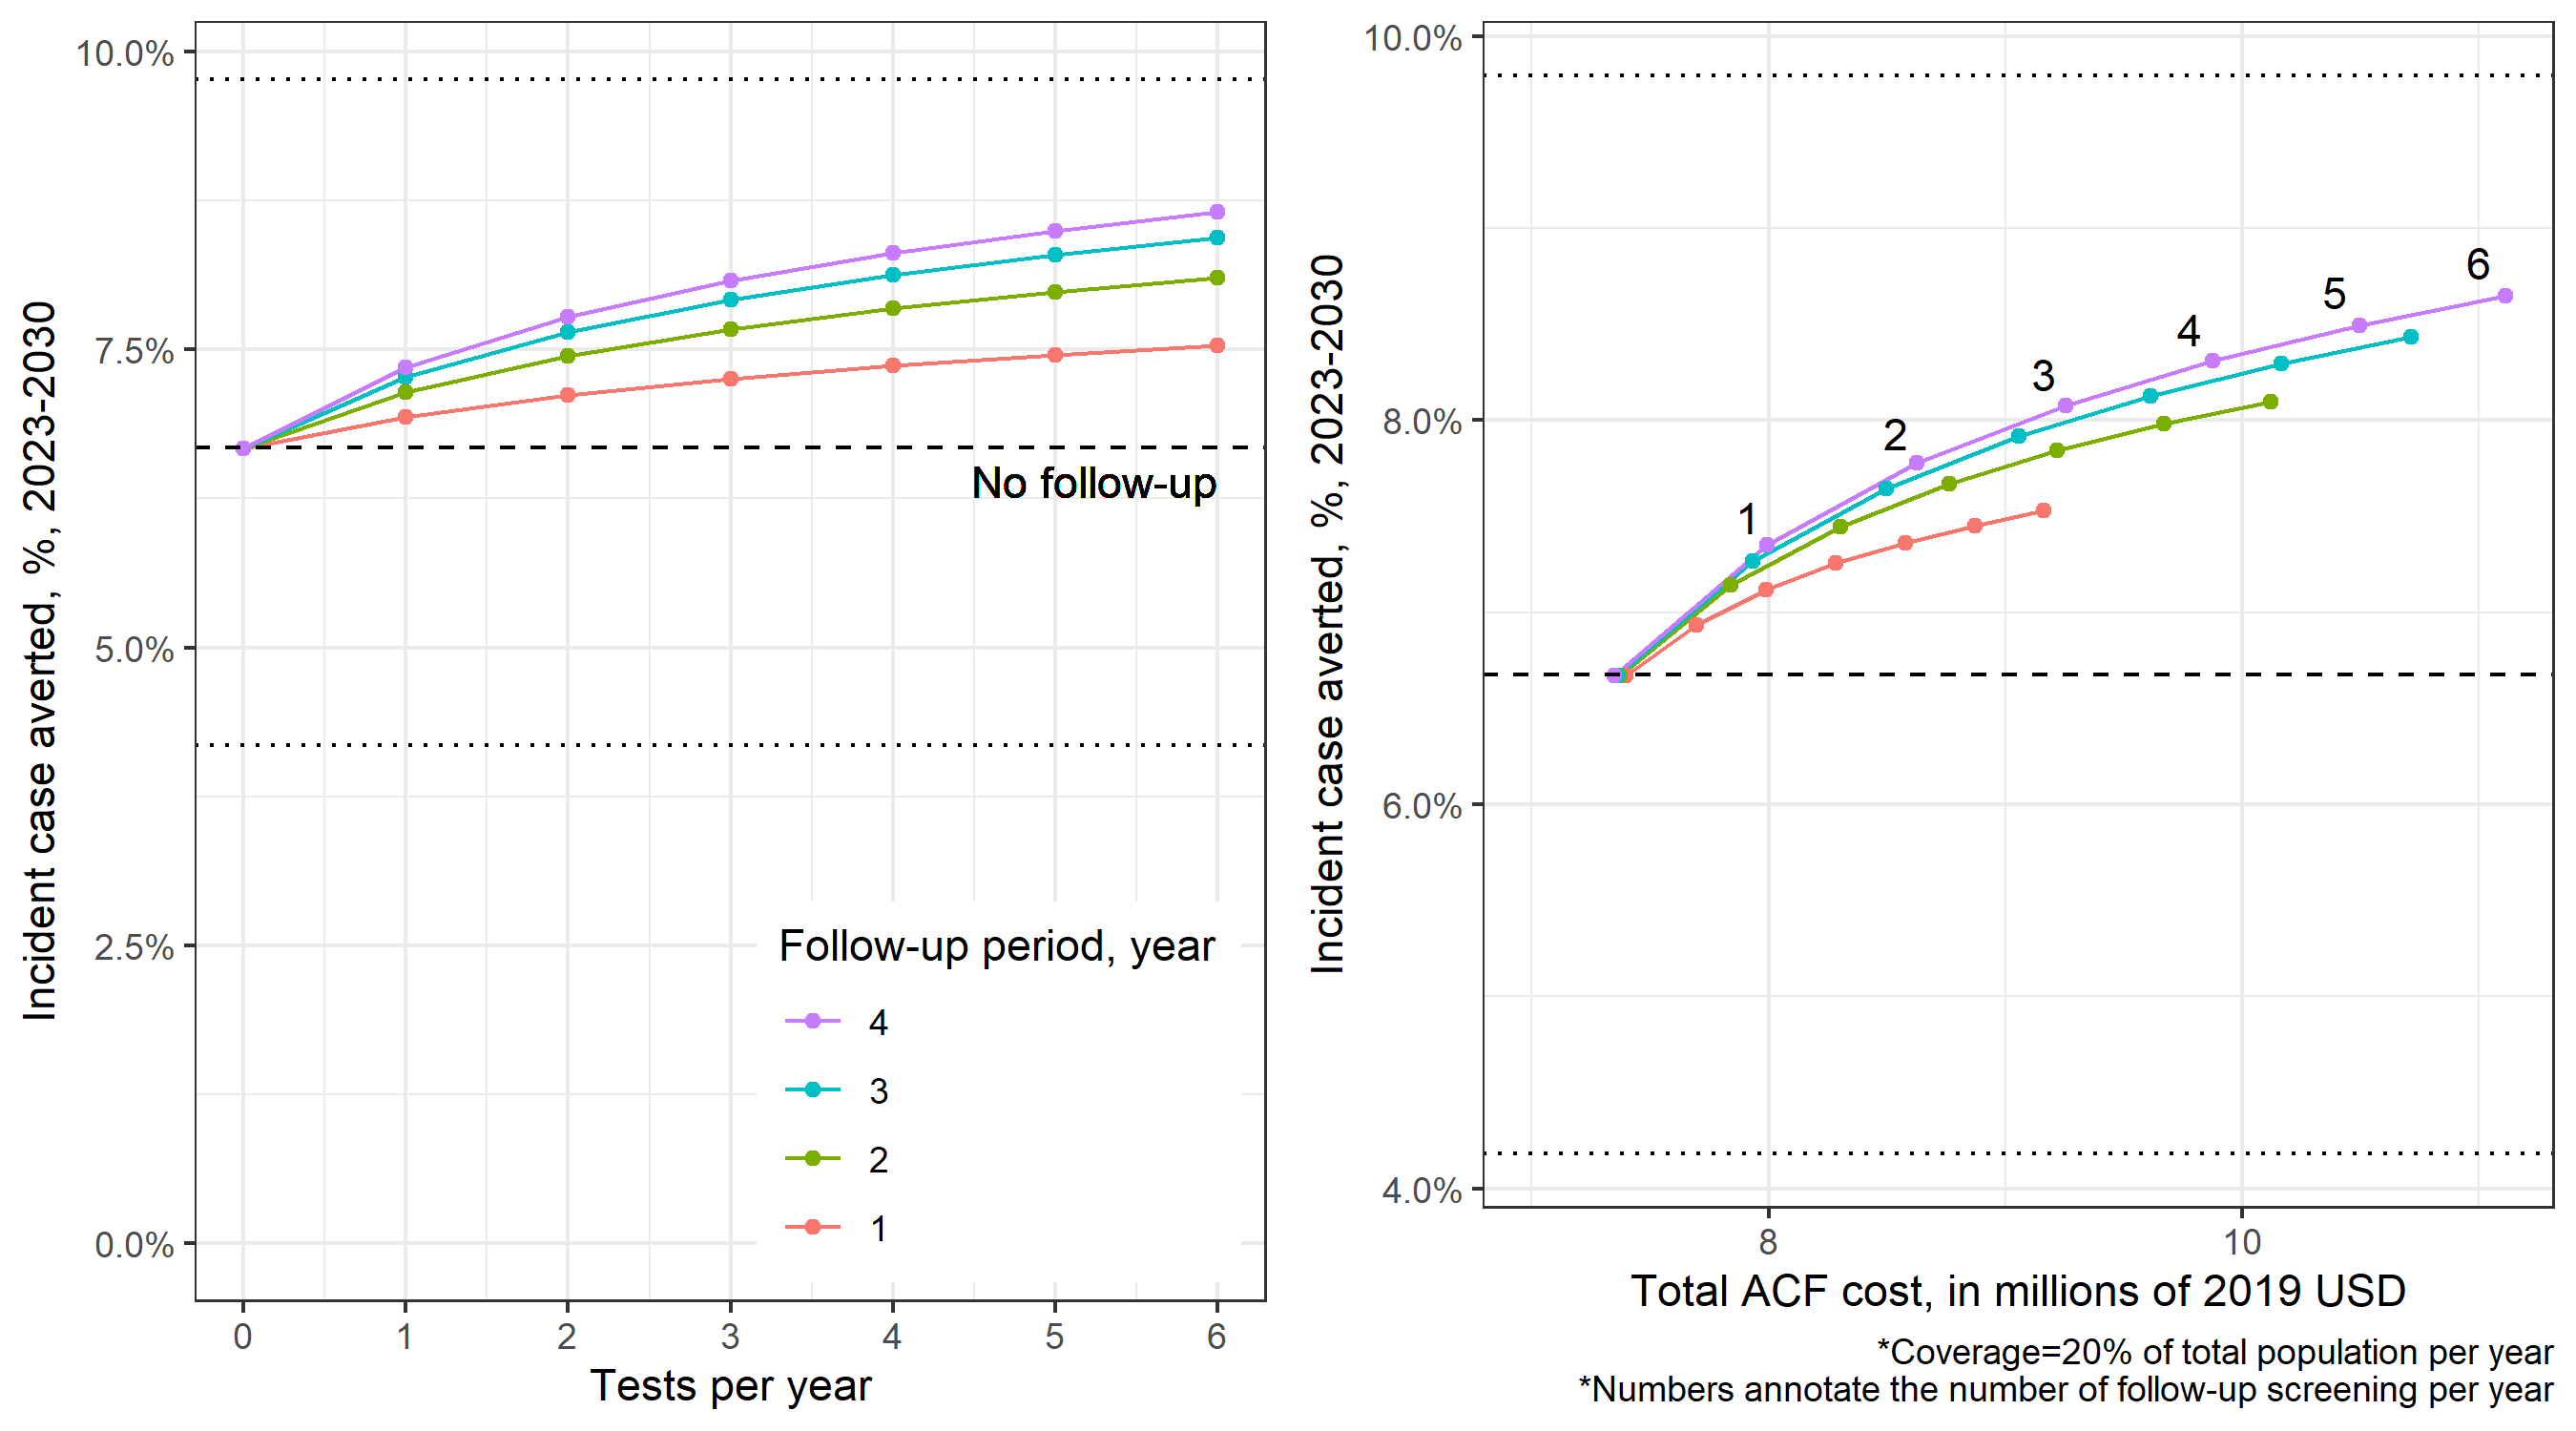 Incident case averted, %, 2023-2030
10.0%
7.5%
5.0%
2.5%
0.0%
No follow-up
Follow-up period, year
4
3
2
1
0 1 2 3 4 5 6
Tests per year
Incident case averted, %, 2023-2030
10.0%
8.0%
6.0%
4.0%
1
2
3
4
5
6
8 10
Total ACF cost, in millions of 2019 USD
*Coverage=20% of total population per year
*Numbers annotate the number of follow-up screening per year